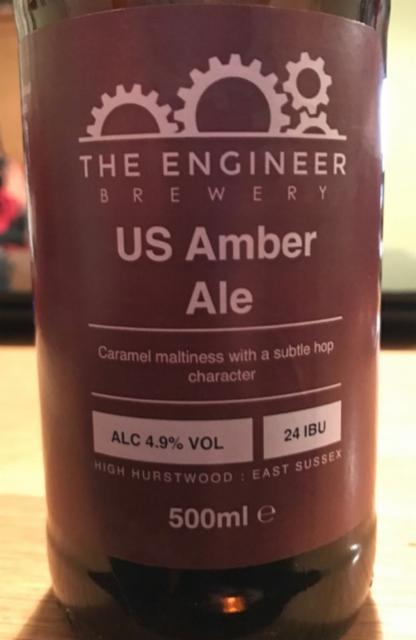 THE ENGINEER
BREWERY
US Amber
Ale
Caramel maltiness with a subtle hop
character
ALC 4.9% VOL 24 IBU
HIGH HURSTWOOD : EAST SUSSEX
500ml ℮